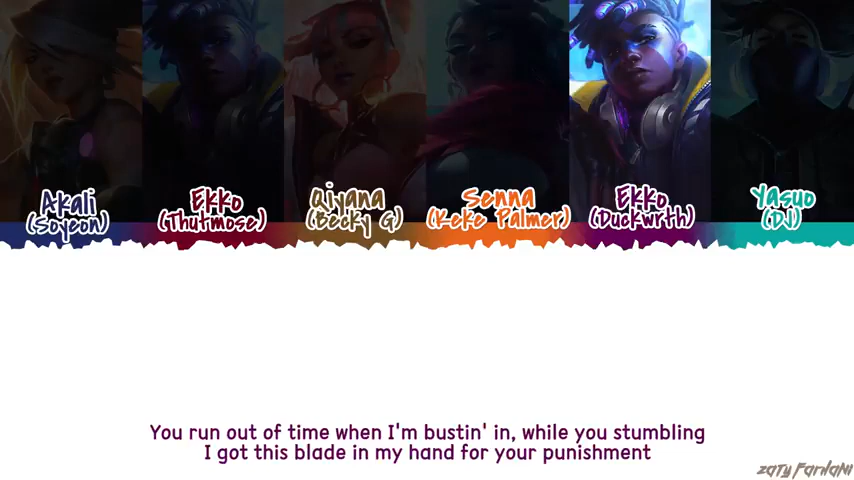 Akali
(Soyeon)
Ekko
(Thutmose)
Qiyana
(Becky G)
Senna
(Keke Palmer)
Ekko
(Duckwrth)
Yasuo
(DJ)
You run out of time when I'm bustin' in, while you stumbling
I got this blade in my hand for your punishment
Zaty Farhani